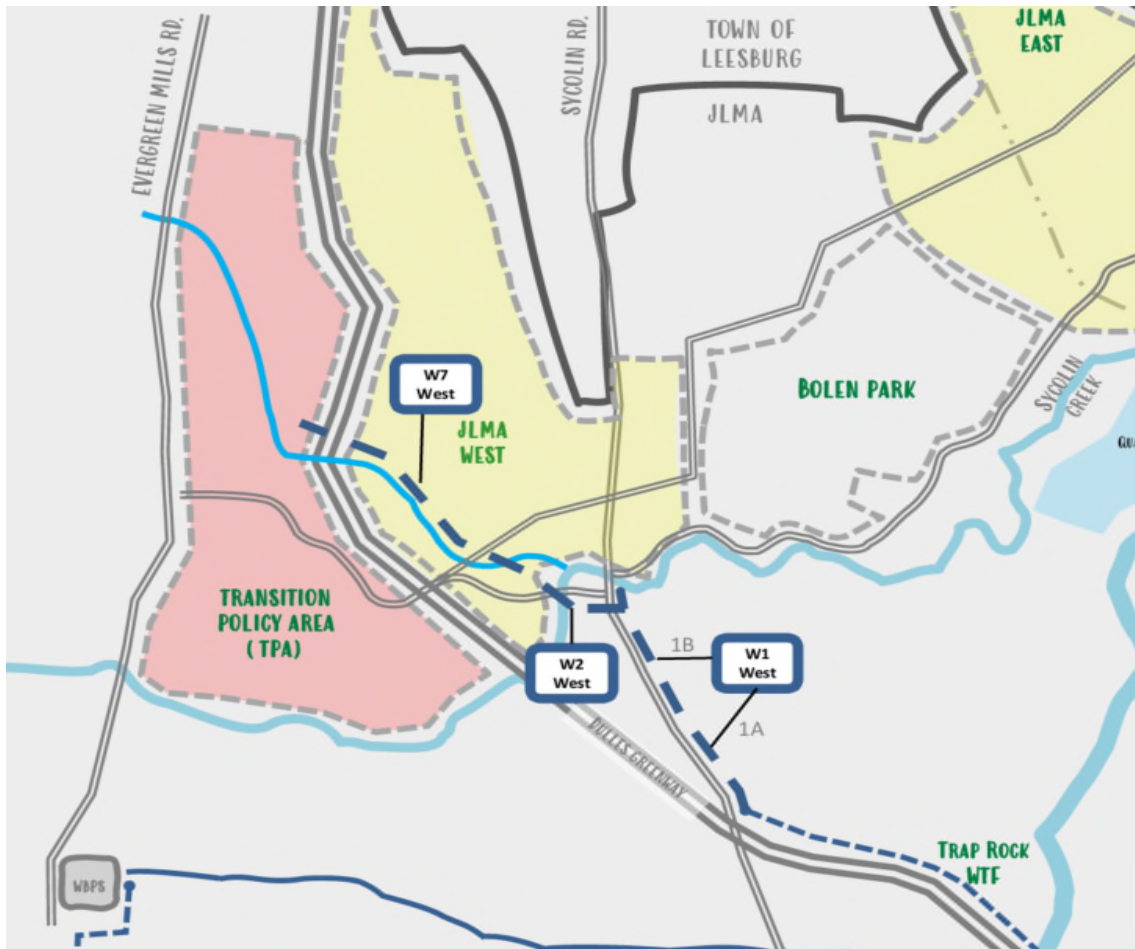 EVERGREEN MILLS RD.
SYCOLIN RD.
TOWN OF
LEESBURG
JLMA
JLMA
EAST
W7
West
JLMA
WEST
BOLEN PARK
SYCOLIN
CREEK
QU
TRANSITION
POLICY AREA
(TPA)
W2
West
1B
W1
West
1A
DULLES GREENWAY
TRAP ROCK
WTF
WBPS